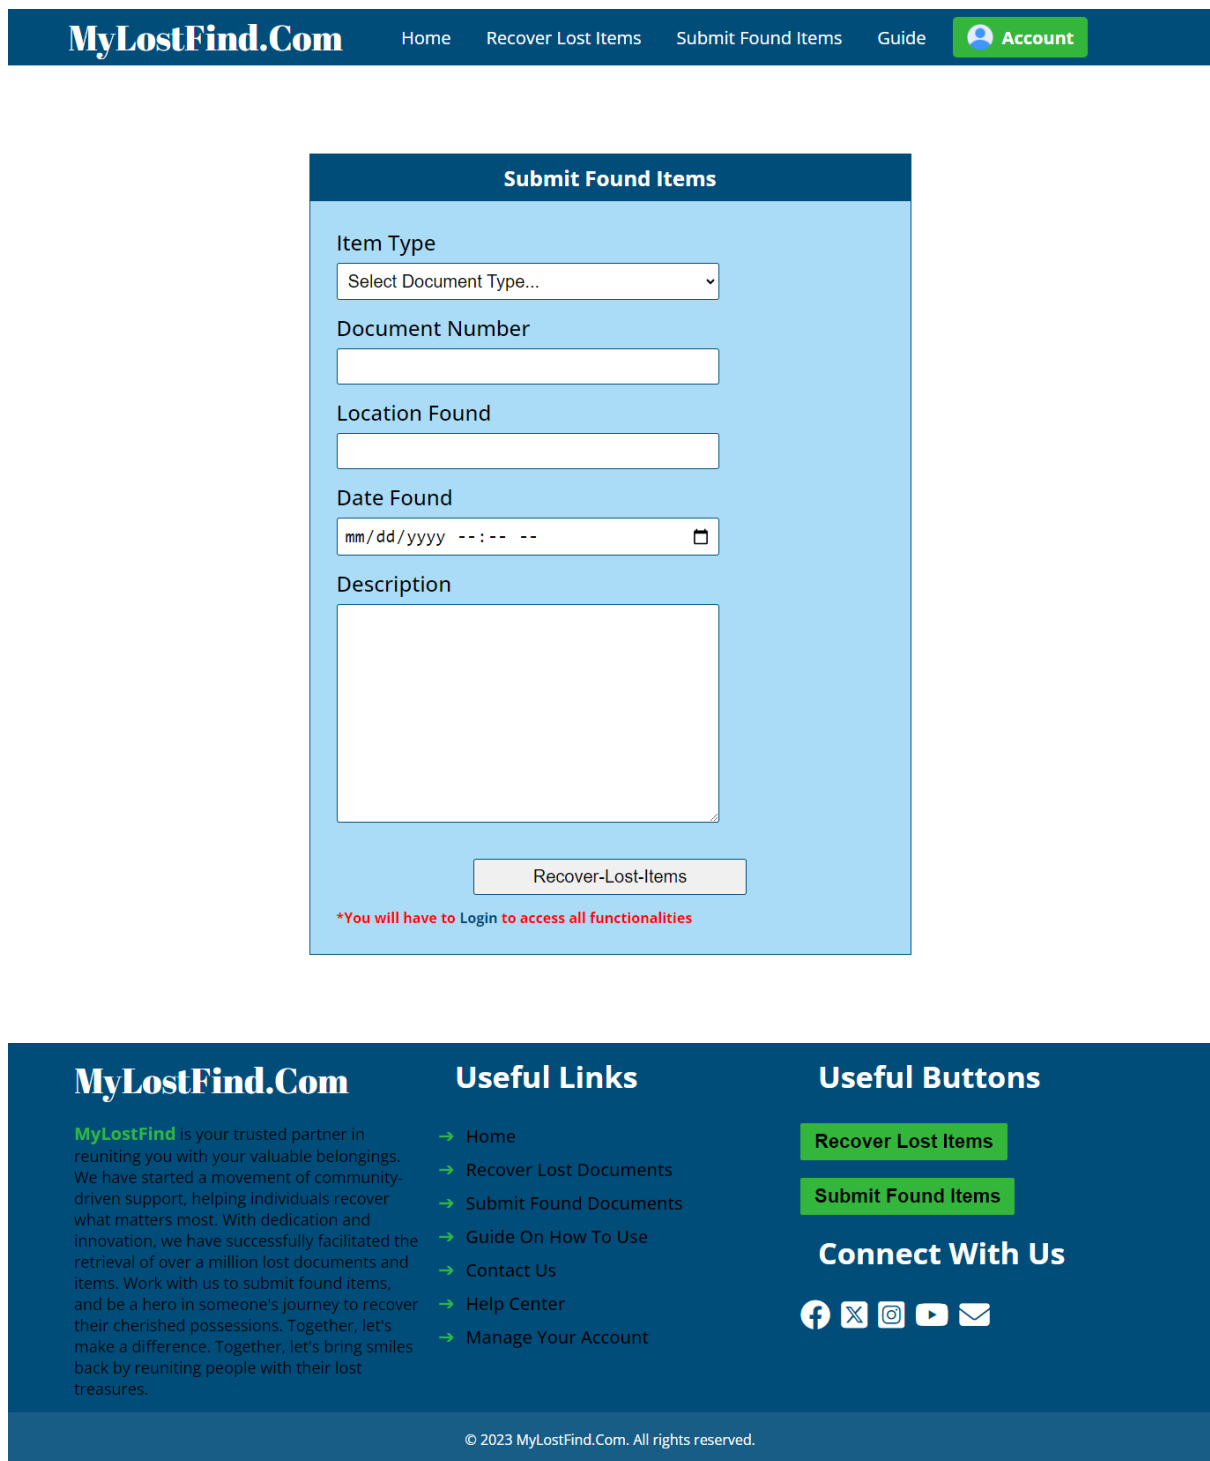 MyLostFind.Com
Home
Recover Lost Items
Submit Found Items
Guide
Account
Submit Found Items
Item Type
Select Document Type...
Document Number
Location Found
Date Found
mm/dd/yyyy --:-- --
Description
Recover-Lost-Items
*You will have to Login to access all functionalities
MyLostFind.Com
MyLostFind is your trusted partner in
reuniting you with your valuable belongings.
We have started a movement of community-
driven support, helping individuals recover
what matters most. With dedication and
innovation, we have successfully facilitated the
retrieval of over a million lost documents and
items. Work with us to submit found items,
and be a hero in someone's journey to recover
their cherished possessions. Together, let's
make a difference. Together, let's bring smiles
back by reuniting people with their lost
treasures.
Useful Links
Home
Recover Lost Documents
Submit Found Documents
Guide On How To Use
Contact Us
Help Center
Manage Your Account
Useful Buttons
Recover Lost Items
Submit Found Items
Connect With Us
© 2023 MyLostFind.Com. All rights reserved.